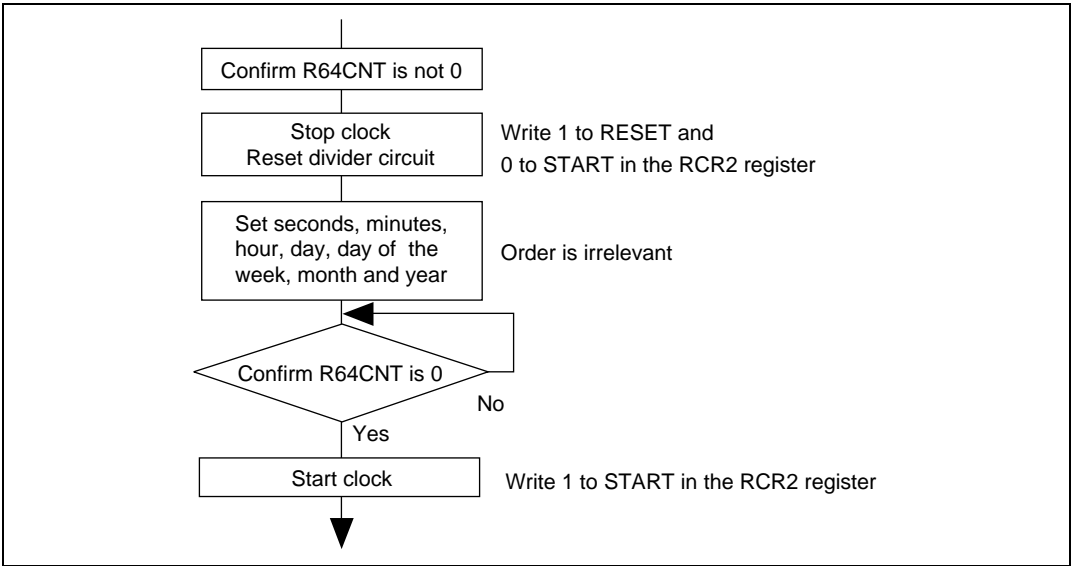 Confirm R64CNT is not 0
Stop clock
Reset divider circuit
Write 1 to RESET and
0 to START in the RCR2 register
Set seconds, minutes,
hour, day, day of the
week, month and year
Order is irrelevant
Confirm R64CNT is 0
No
Yes
Start clock
Write 1 to START in the RCR2 register